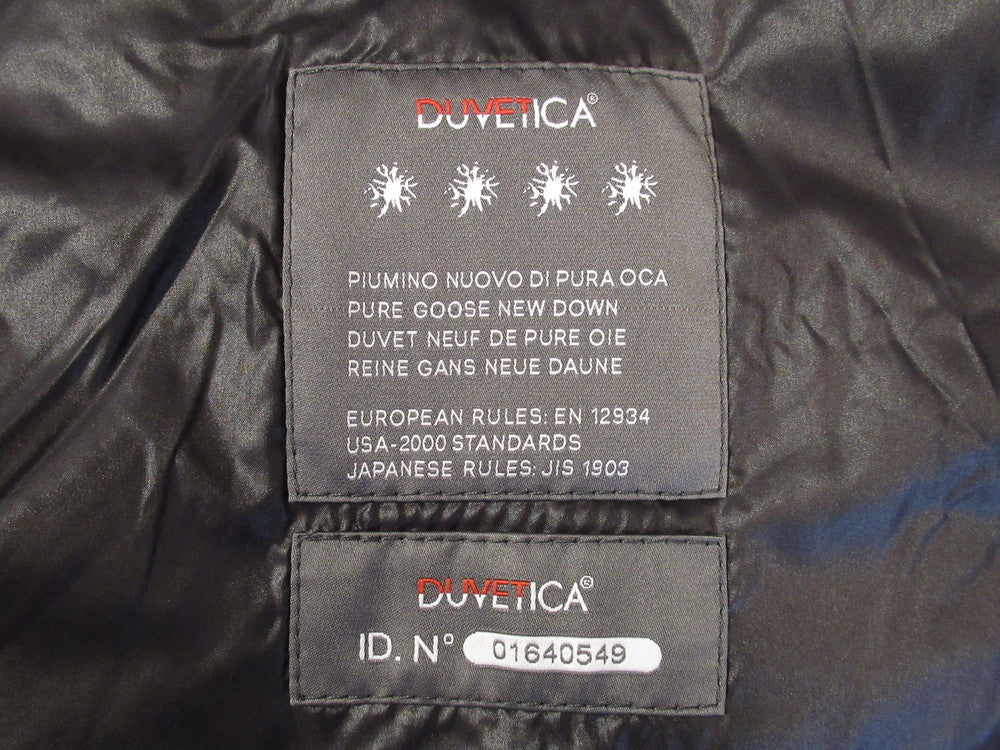 DUVETICA®
PIUMINO NUOVO DI PURA OCA
PURE GOOSE NEW DOWN
DUVET NEUF DE PURE OIE
REINE GANS NEUE DAUNE
EUROPEAN RULES: EN 12934
USA-2000 STANDARDS
JAPANESE RULES: JIS 1903
DUVETICA®
ID. N° 01640549